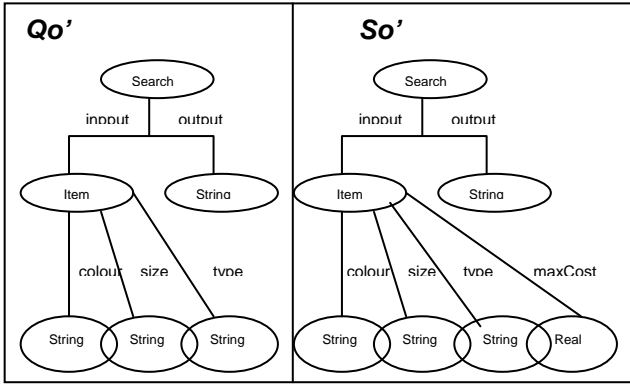 Qo’
Search
inpput output
Item String
colour size type
String String String
So’
Search
inpput output
Item String
colour size type maxCost
String String String Real